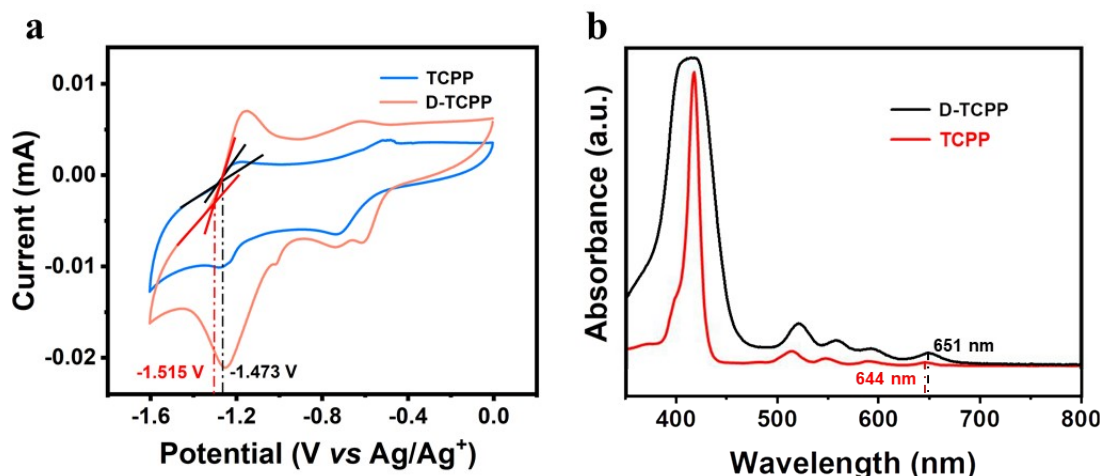 a
TCPP
D-TCPP
0.01
0.00
-0.01
-0.02
Current (mA)
-1.515 V
-1.473 V
-1.6
-1.2
-0.8
-0.4
0.0
Potential (V vs Ag/Ag⁺)
b
D-TCPP
TCPP
Absorbance (a.u.)
651 nm
644 nm
400
500
600
700
800
Wavelength (nm)